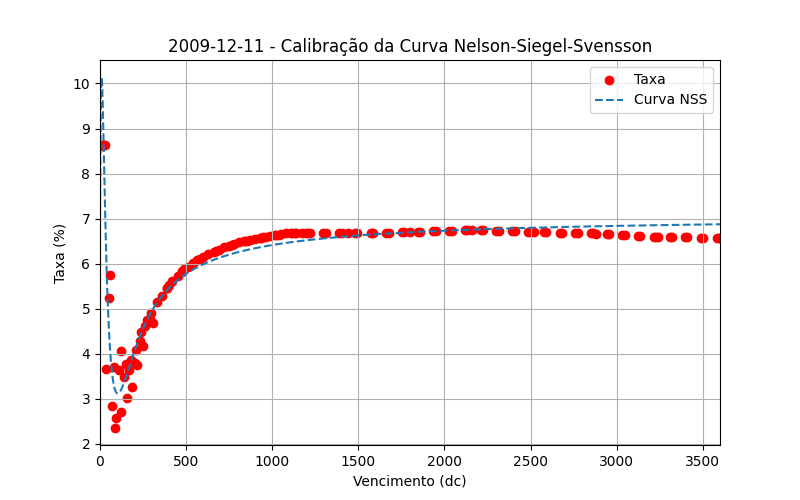 2009-12-11 - Calibração da Curva Nelson-Siegel-Svensson
Taxa
Curva NSS
Taxa (%)
10
9
8
7
6
5
4
3
2
0 500 1000 1500 2000 2500 3000 3500
Vencimento (dc)